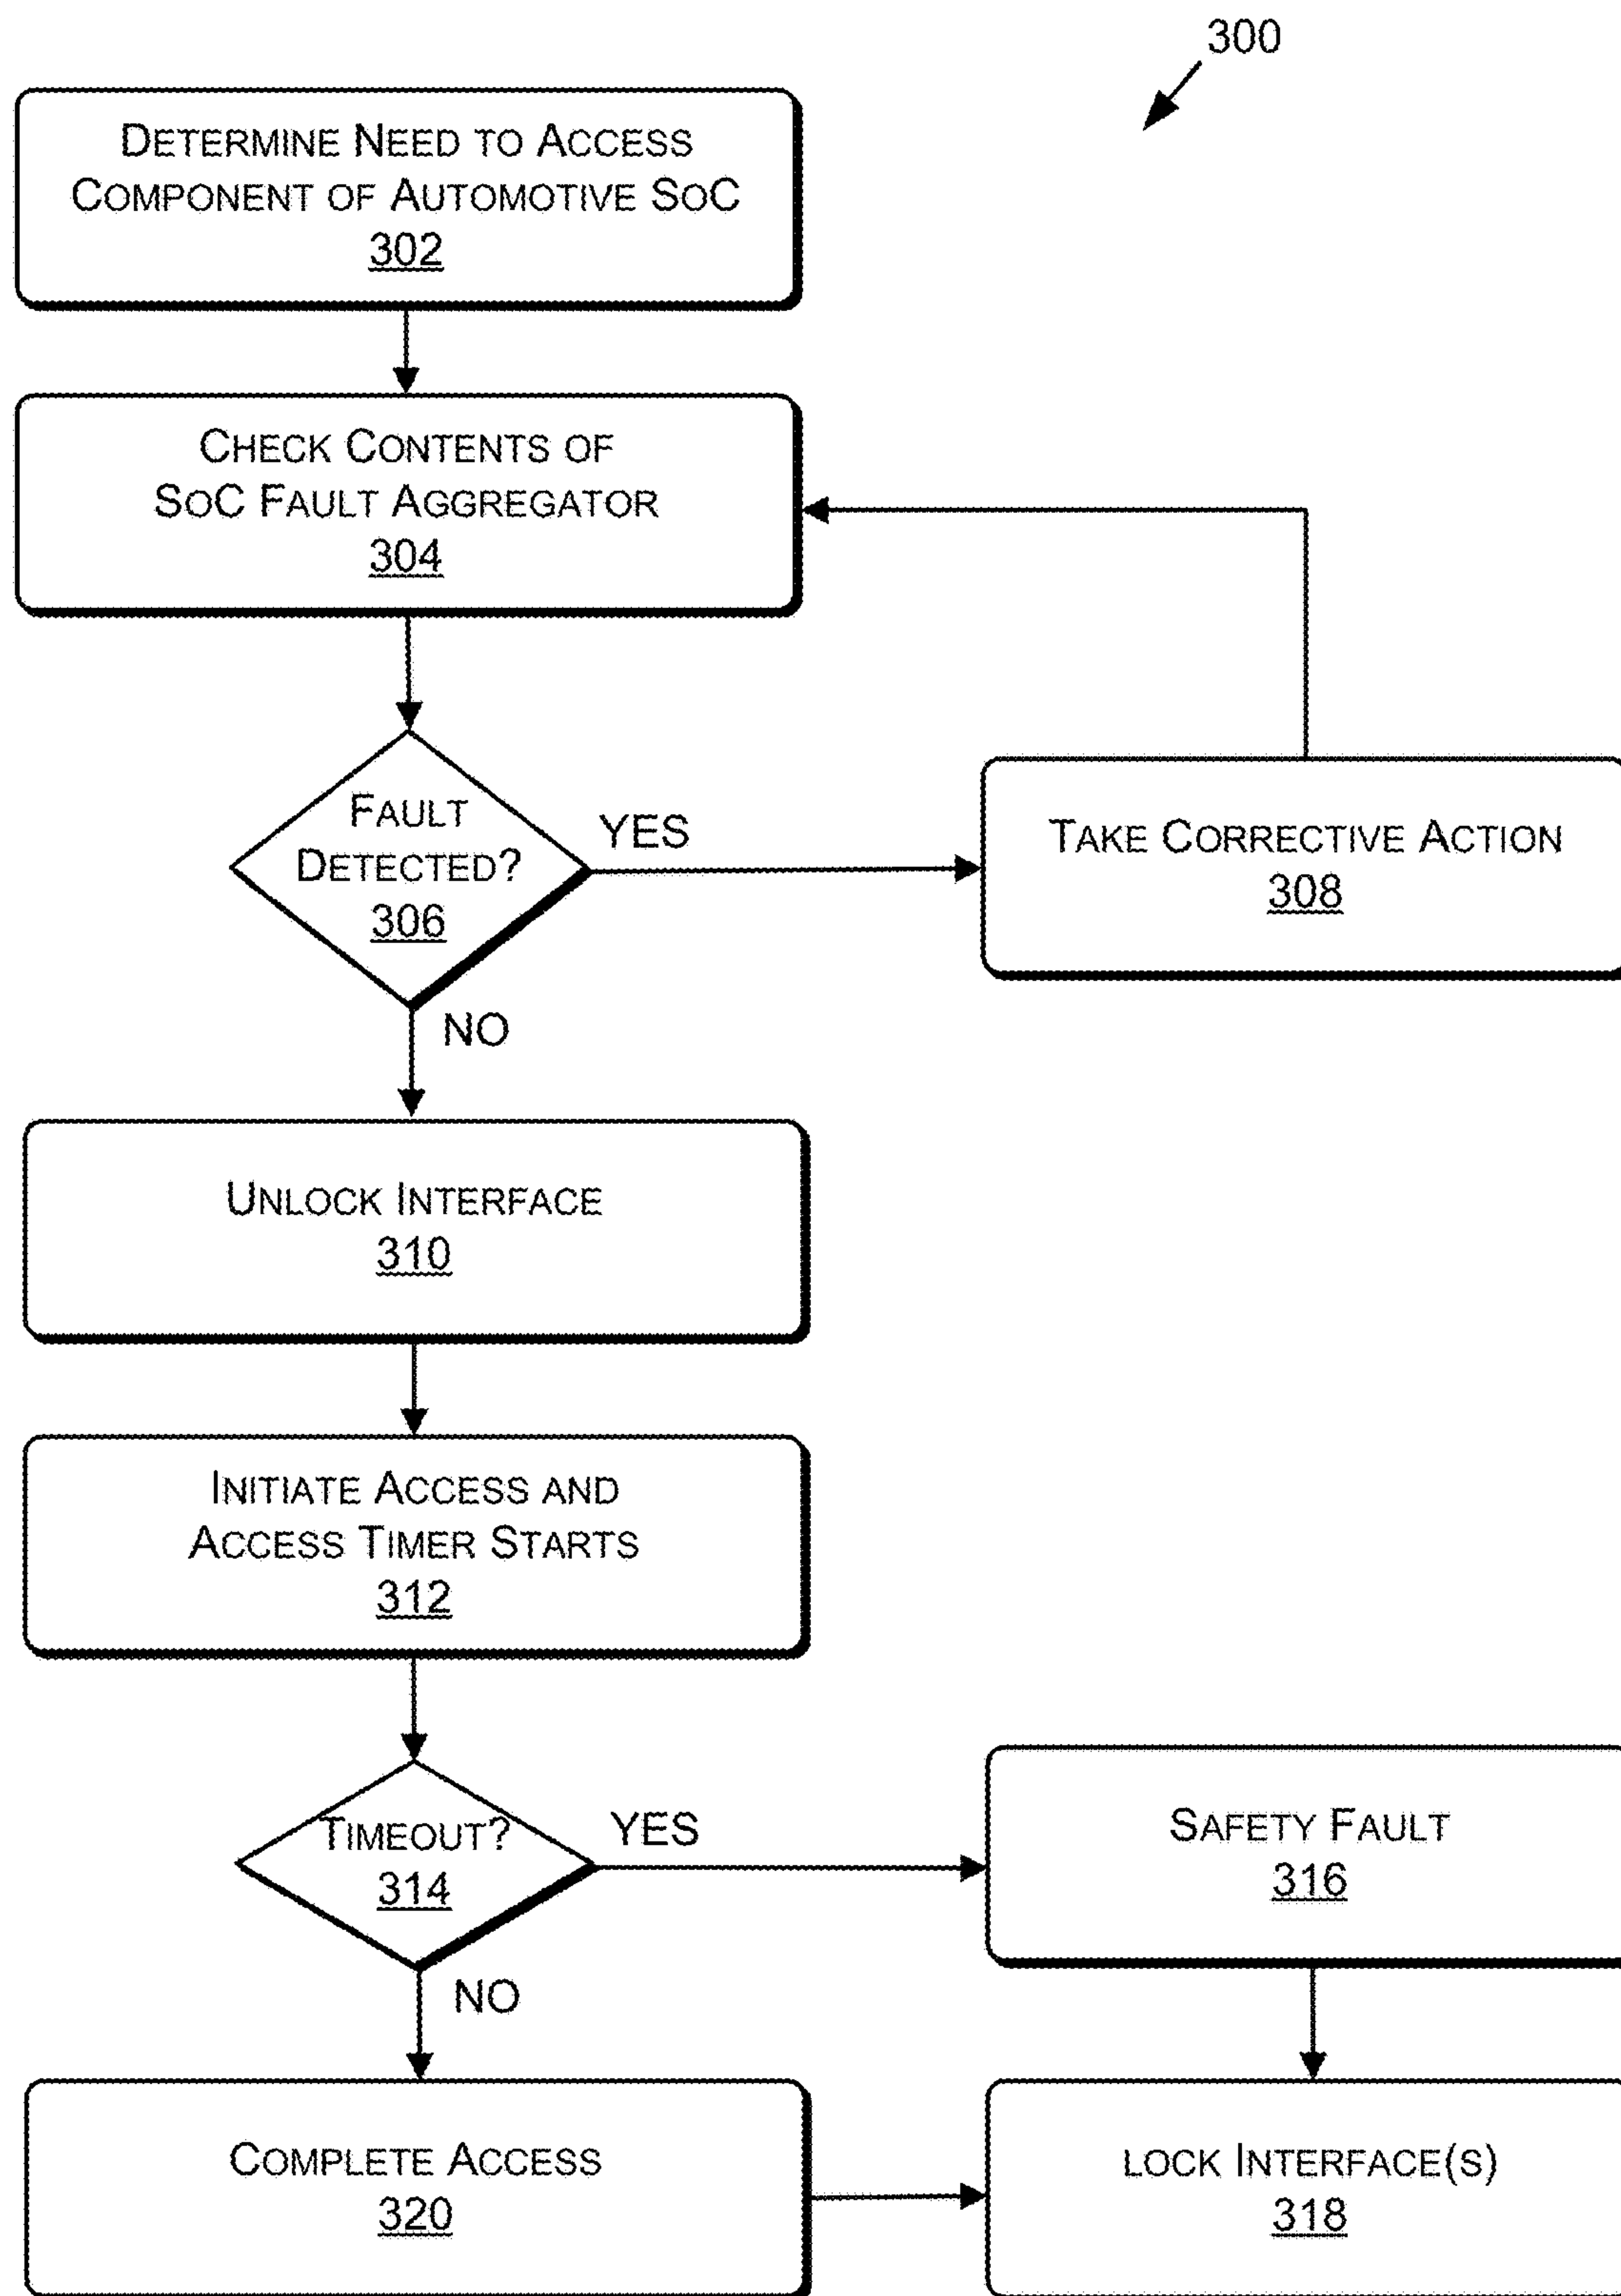 300
DETERMINE NEED TO ACCESS
COMPONENT OF AUTOMOTIVE SOC
302
CHECK CONTENTS OF
SOC FAULT AGGREGATOR
304
FAULT
DETECTED?
306
YES
TAKE CORRECTIVE ACTION
308
NO
UNLOCK INTERFACE
310
INITIATE ACCESS AND
ACCESS TIMER STARTS
312
TIMEOUT?
314
YES
SAFETY FAULT
316
NO
COMPLETE ACCESS
320
LOCK INTERFACE(S)
318